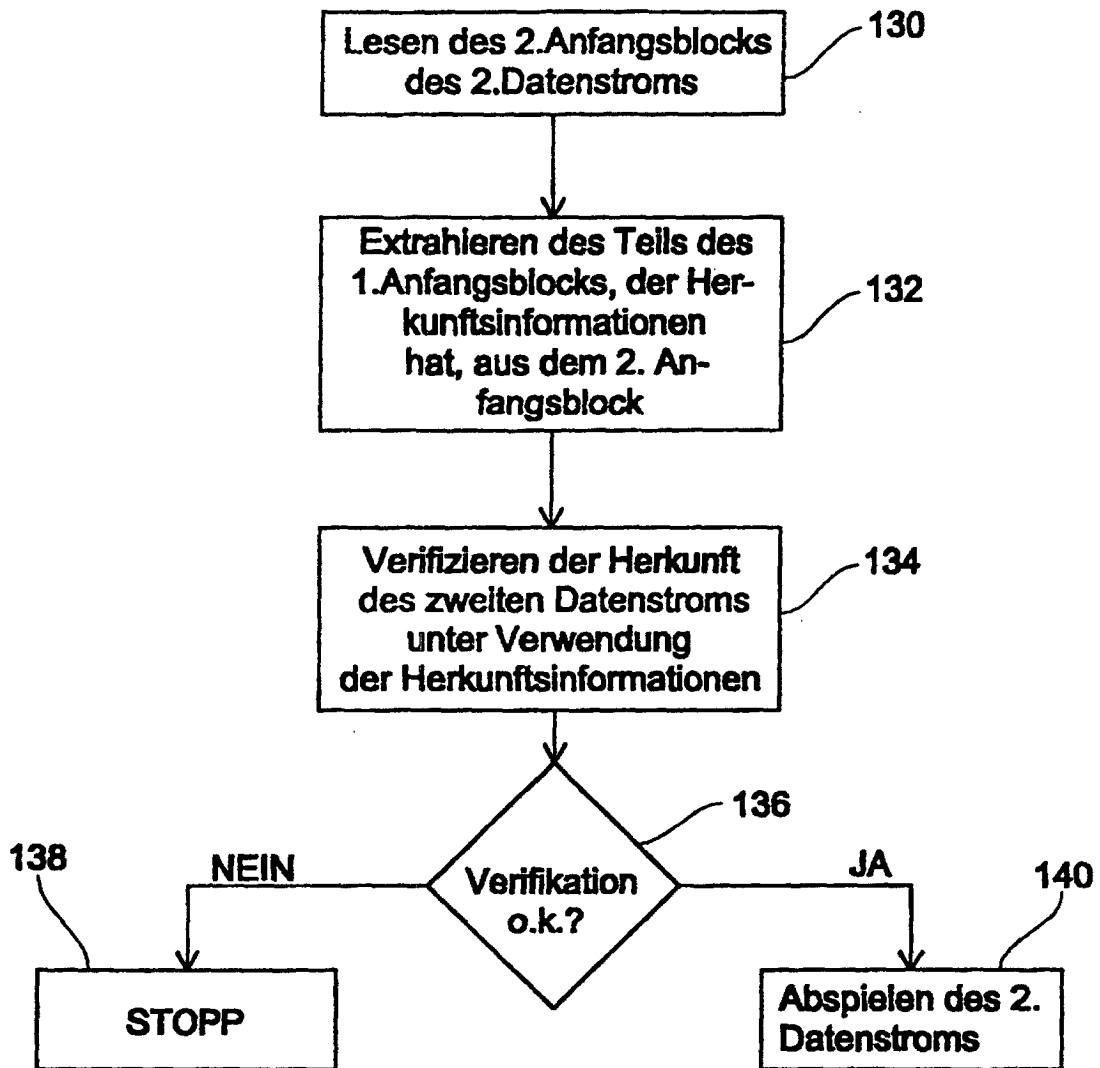 Lesen des 2.Anfangsblocks
des 2.Datenstroms
130
Extrahieren des Teils des
1.Anfangsblocks, der Her-
kunftsinformationen
hat, aus dem 2. An-
fangsblock
132
Verifizieren der Herkunft
des zweiten Datenstroms
unter Verwendung
der Herkunftsinformationen
134
136
Verifikation
o.k.?
138
NEIN
JA
140
STOPP
Abspielen des 2.
Datenstroms